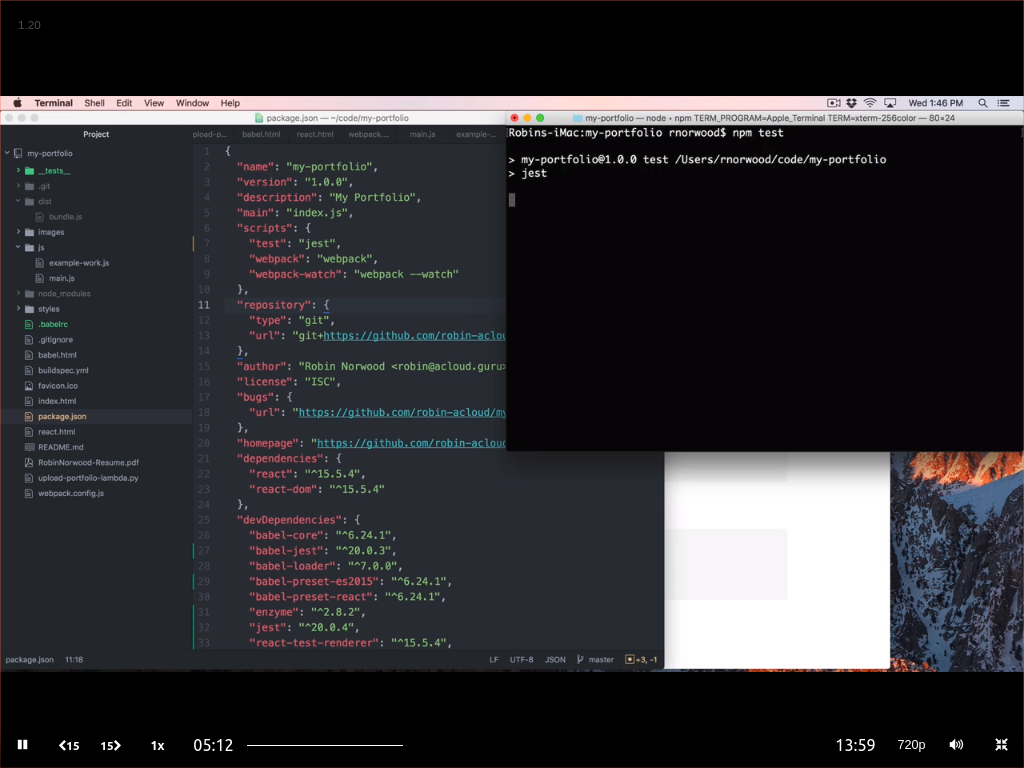 1.20
Terminal Shell Edit View Window Help Wed 1:46 PM
package.json — ~/code/my-portfolio
my-portfolio — node • npm TERM_PROGRAM=Apple_Terminal TERM=xterm-256color — 80×24
Project
pload-p... babel.html react.html webpack.... main.js example-...
my-portfolio
__tests__
.git
dist
bundle.js
images
js
example-work.js
main.js
node_modules
styles
.babelrc
.gitignore
babel.html
buildspec.yml
favicon.ico
index.html
package.json
react.html
README.md
RobinNorwood-Resume.pdf
upload-portfolio-lambda.py
webpack.config.js
1 {
2 "name": "my-portfolio",
3 "version": "1.0.0",
4 "description": "My Portfolio",
5 "main": "index.js",
6 "scripts": {
7 "test": "jest",
8 "webpack": "webpack",
9 "webpack-watch": "webpack --watch"
10 },
11 "repository": {
12 "type": "git",
13 "url": "git+https://github.com/robin-aclou
14 },
15 "author": "Robin Norwood <robin@acloud.guru>
16 "license": "ISC",
17 "bugs": {
18 "url": "https://github.com/robin-acloud/my
19 },
20 "homepage": "https://github.com/robin-acloud
21 "dependencies": {
22 "react": "^15.5.4",
23 "react-dom": "^15.5.4"
24 },
25 "devDependencies": {
26 "babel-core": "^6.24.1",
27 "babel-jest": "^20.0.3",
28 "babel-loader": "^7.0.0",
29 "babel-preset-es2015": "^6.24.1",
30 "babel-preset-react": "^6.24.1",
31 "enzyme": "^2.8.2",
32 "jest": "^20.0.4",
33 "react-test-renderer": "^15.5.4",
Robins-iMac:my-portfolio rnorwood$ npm test
> my-portfolio@1.0.0 test /Users/rnorwood/code/my-portfolio
> jest
package.json 11:18 LF UTF-8 JSON master +3, -1
15 15 1x 05:12 13:59 720p